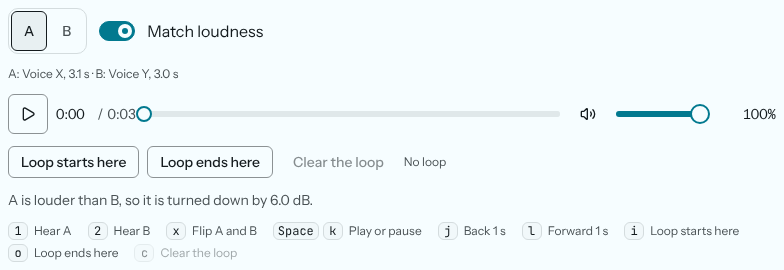 A B Match loudness
A: Voice X, 3.1 s · B: Voice Y, 3.0 s
0:00 / 0:03 100%
Loop starts here Loop ends here Clear the loop No loop
A is louder than B, so it is turned down by 6.0 dB.
1 Hear A 2 Hear B x Flip A and B Space k Play or pause j Back 1 s l Forward 1 s i Loop starts here
o Loop ends here c Clear the loop